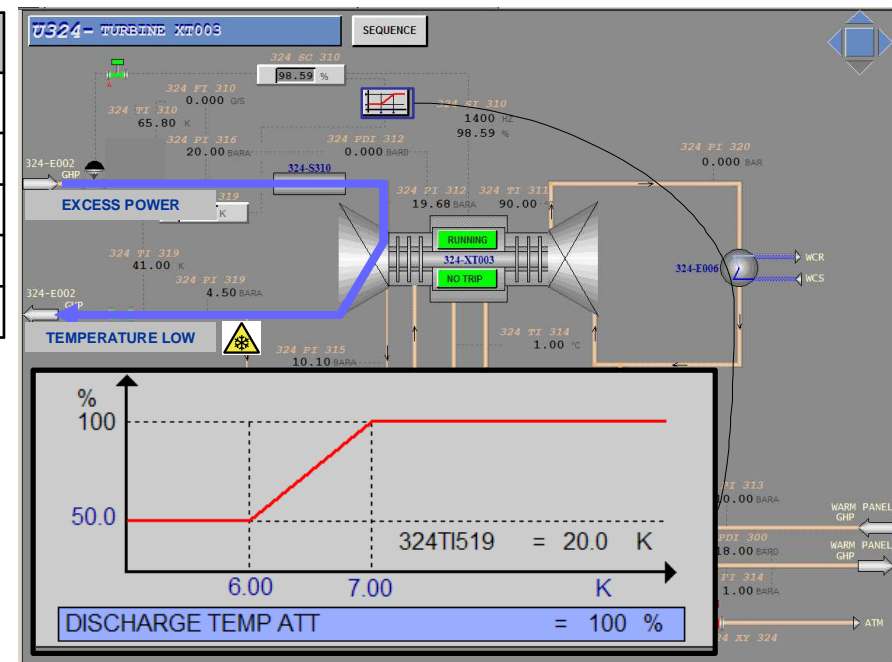 U324- TURBINE XT003
SEQUENCE
324 SC 310
98.59 %
324 FI 310
0.000 G/S
324 TI 310
65.80 K
324 SI 310
1400 HZ
98.59 %
324 PI 316
20.00 BARA
324 PDI 312
0.000 BARD
324 PI 320
0.000 BAR
324-E002
GHP
324-S310
EXCESS POWER
319
K
324 PI 312
19.68 BARA
324 TI 311
90.00
RUNNING
324-XT003
NO TRIP
324-E006
WCR
WCS
324 TI 319
41.00 K
324 PI 319
4.50 BARA
324-E002
GHP
TEMPERATURE LOW
324 TI 314
1.00 °C
324 PI 315
10.10 BARA
%
100
50.0
324TI519 = 20.0 K
6.00
7.00
K
DISCHARGE TEMP ATT = 100 %
PI 313
0.00 BARA
WARM PANEL
GHP
PDI 300
8.00 BARD
WARM PANEL
GHP
PI 314
1.00 BARA
ATM
24 XY 324